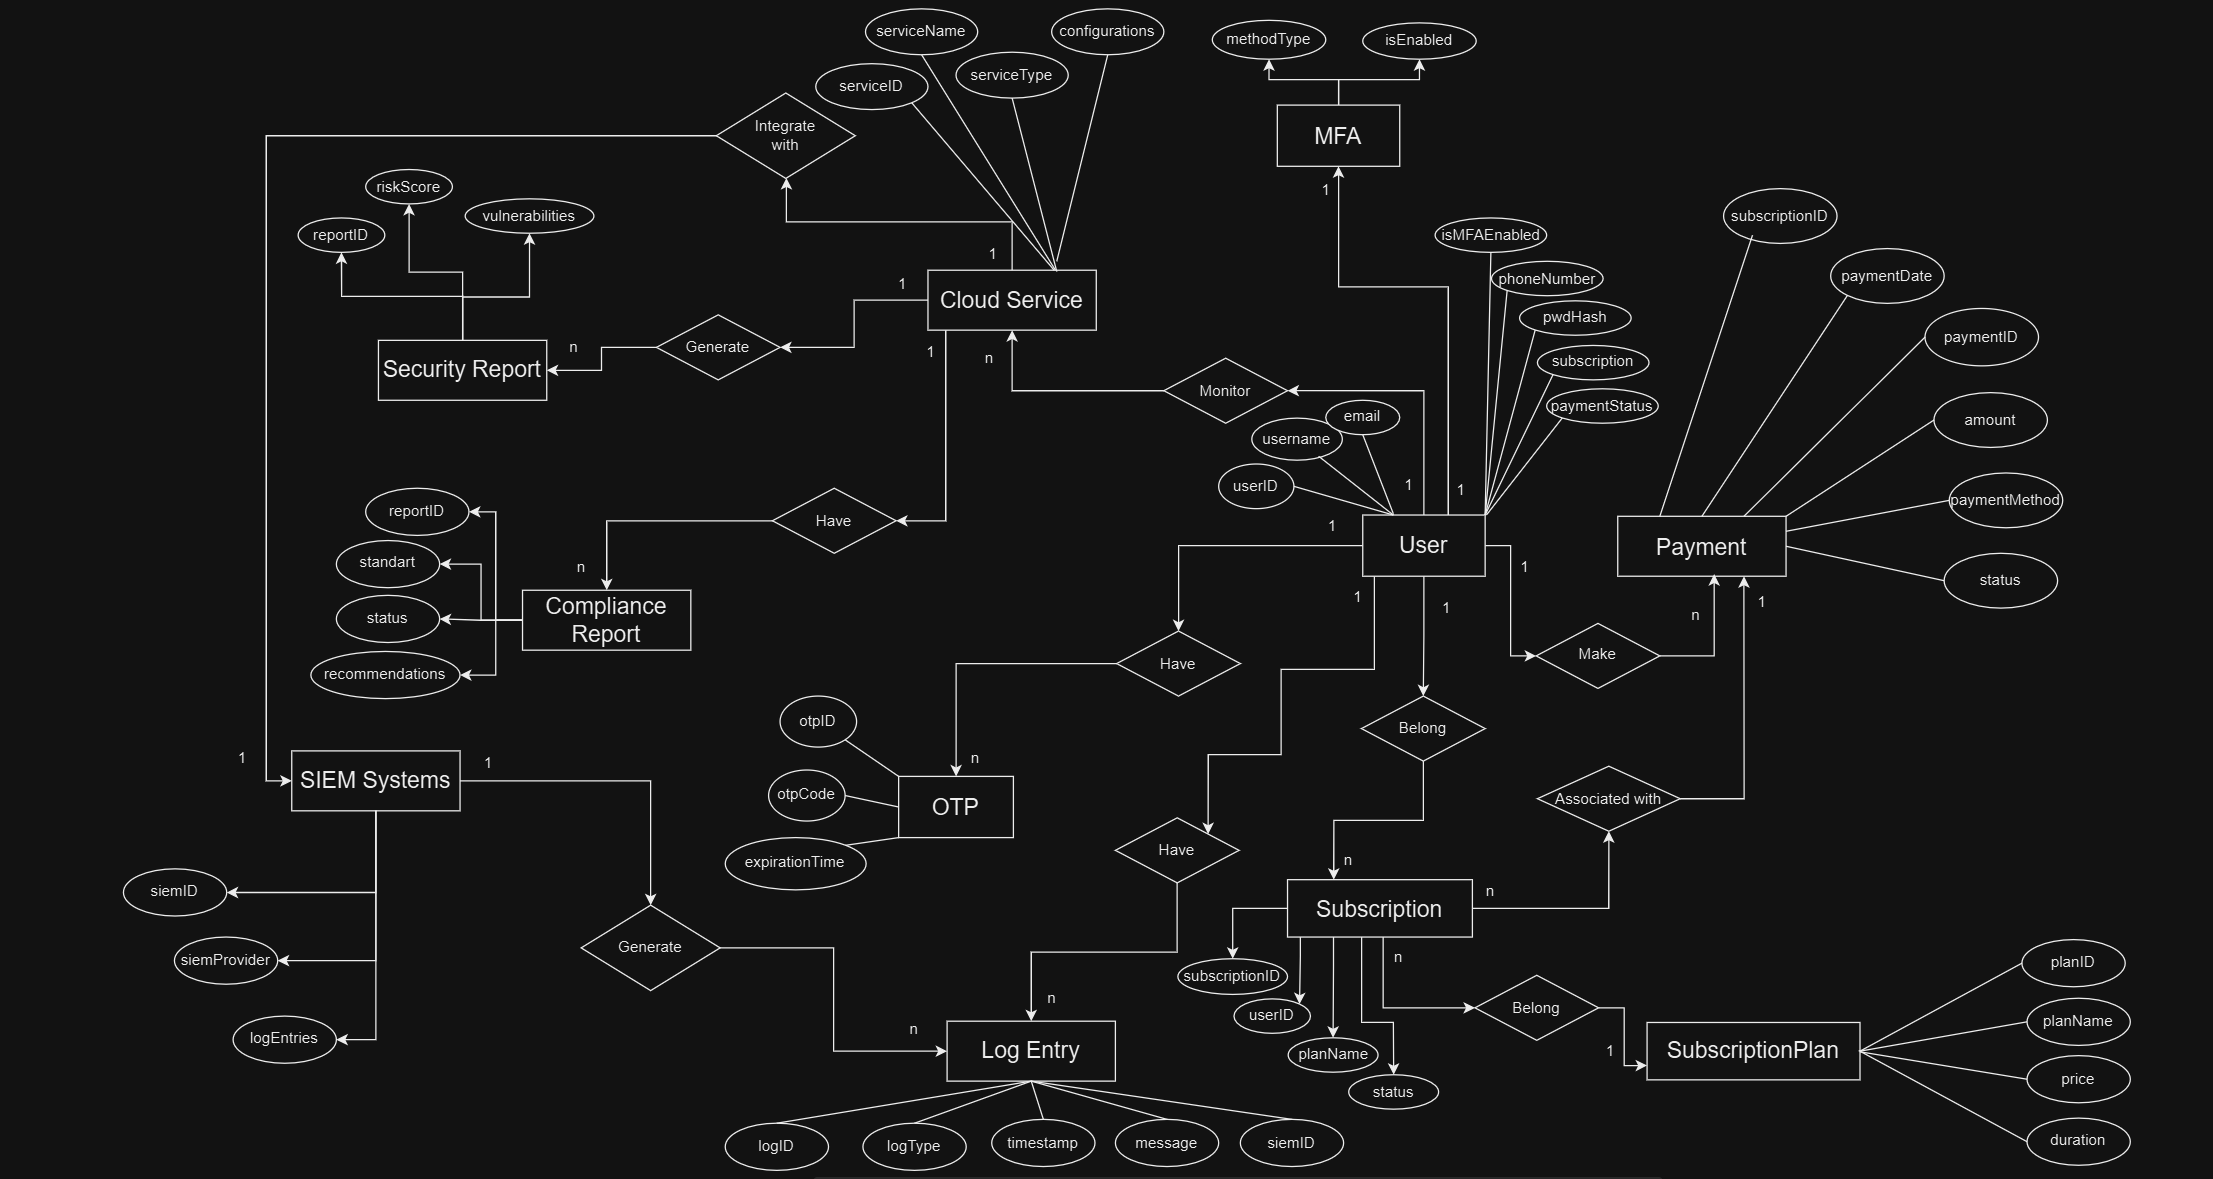 serviceName
configurations
methodType
isEnabled
serviceType
serviceID
Integrate
with
MFA
riskScore
1
vulnerabilities
subscriptionID
reportID
isMFAEnabled
1
phoneNumber
paymentDate
1
Cloud Service
pwdHash
paymentID
n
Generate
1
n
Security Report
subscription
Monitor
email
paymentStatus
username
amount
userID
1
1
paymentMethod
reportID
Have
1
User
Payment
standart
n
1
status
Compliance
Report
status
1
1
1
n
recommendations
Have
Make
otpID
Belong
1
SIEM Systems
1
n
otpCode
OTP
Associated with
expirationTime
Have
n
siemID
n
Subscription
Generate
siemProvider
n
subscriptionID
planID
n
userID
Belong
planName
logEntries
n
Log Entry
planName
1
SubscriptionPlan
price
status
logID
logType
timestamp
message
siemID
duration